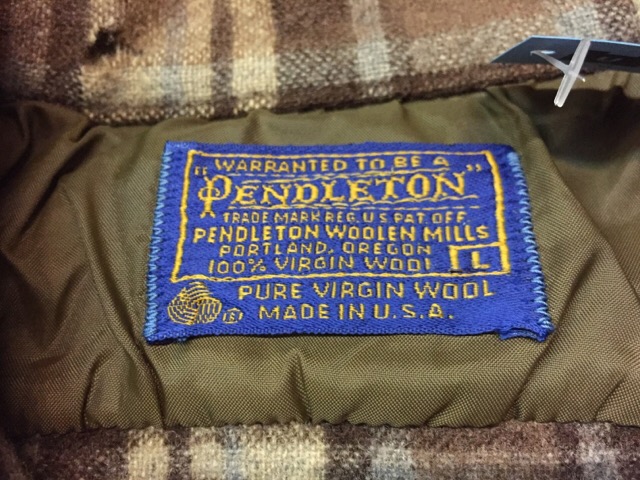 WARRANTED TO BE A
"PENDLETON"
TRADE MARK REG. U.S. PAT. OFF.
PENDLETON WOOLEN MILLS
PORTLAND, OREGON
100% VIRGIN WOOL L
PURE VIRGIN WOOL
® MADE IN U.S.A.